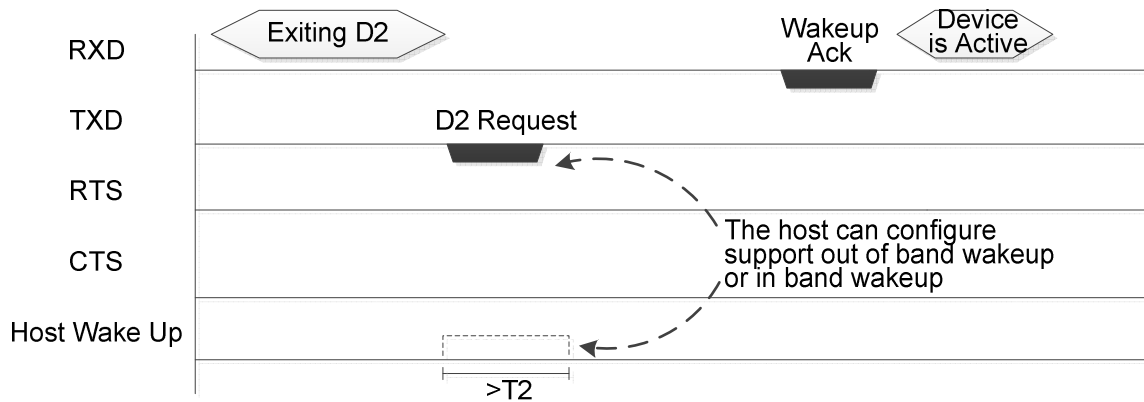 Exiting D2
Wakeup
Ack
Device
is Active
RXD
TXD
D2 Request
RTS
The host can configure
support out of band wakeup
or in band wakeup
CTS
Host Wake Up
>T2